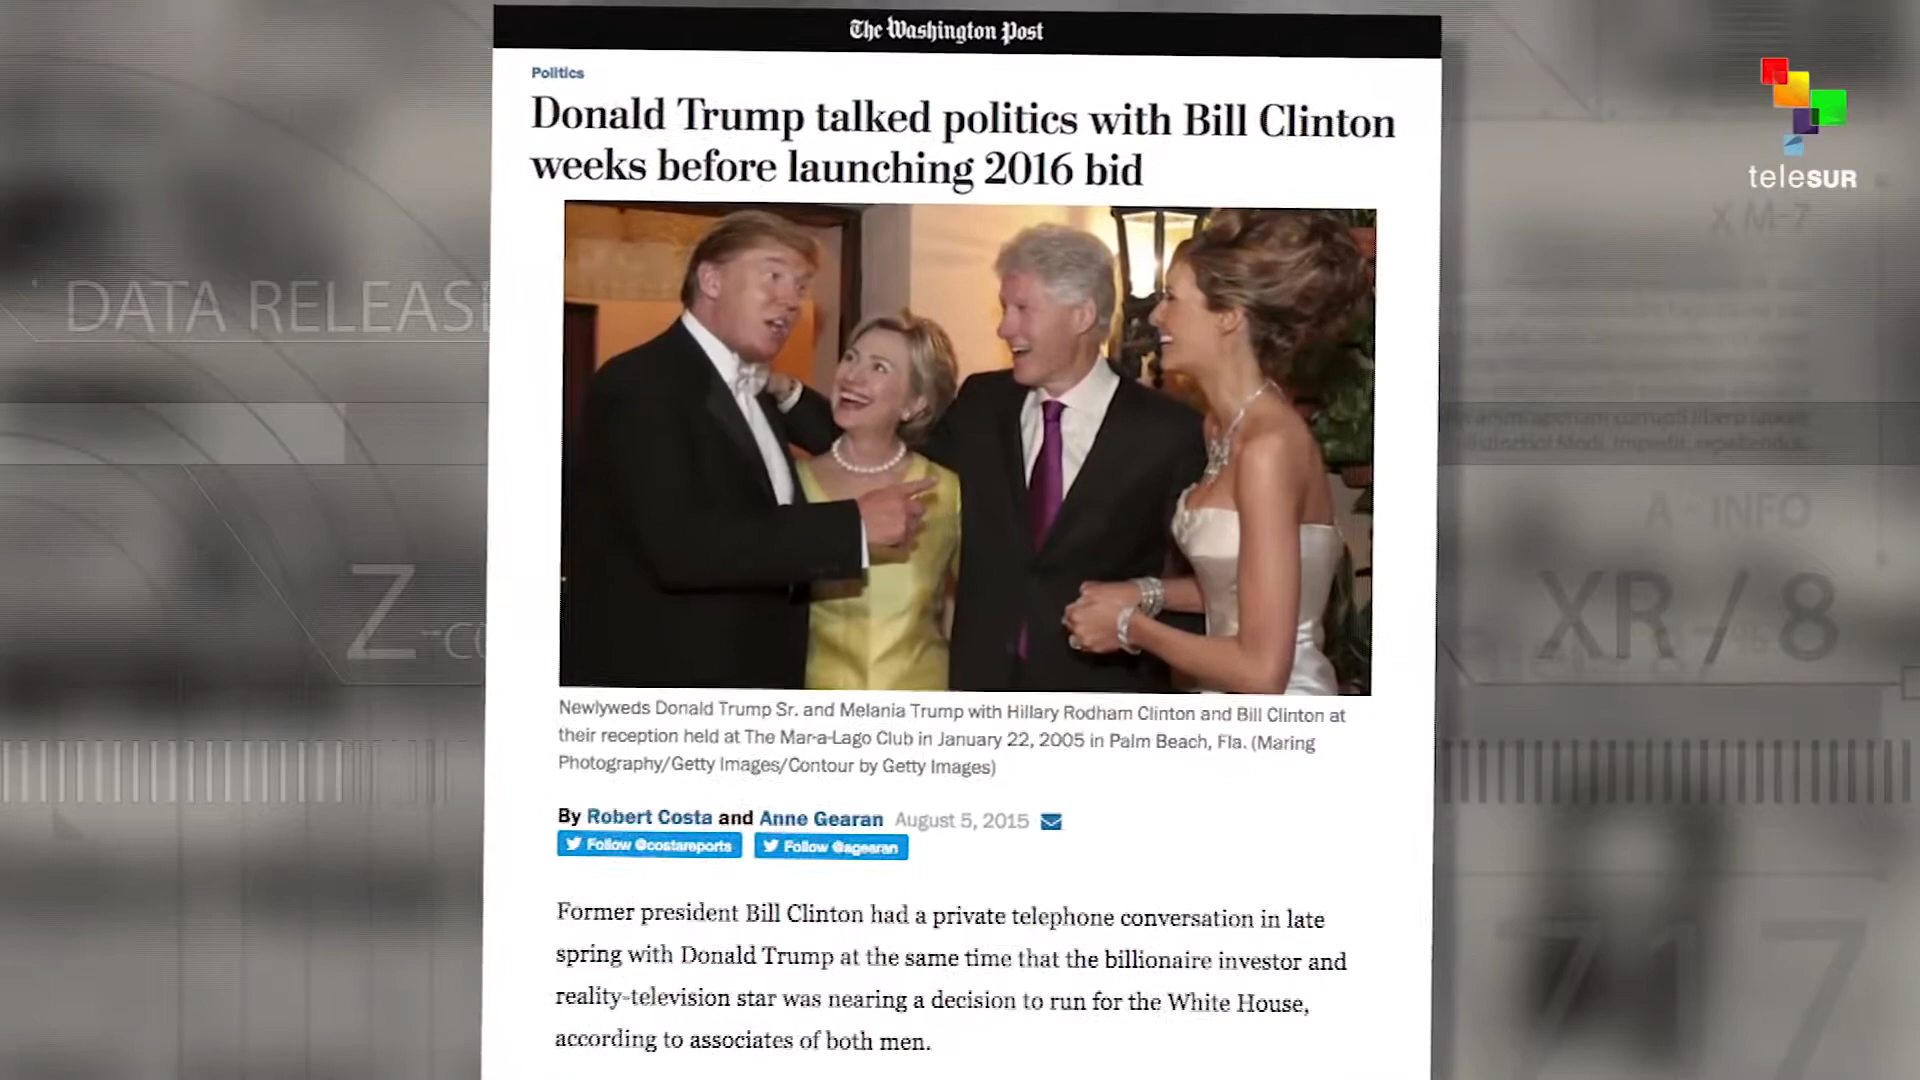 The Washington Post
Politics
Donald Trump talked politics with Bill Clinton
weeks before launching 2016 bid
telesUR
X M-7
DATA RELEAS
A - INFO
XR / 8
Z-co
Newlyweds Donald Trump Sr. and Melania Trump with Hillary Rodham Clinton and Bill Clinton at
their reception held at The Mar-a-Lago Club in January 22, 2005 in Palm Beach, Fla. (Maring
Photography/Getty Images/Contour by Getty Images)
By Robert Costa and Anne Gearan August 5, 2015
Follow @costareports Follow @agearan
717
Former president Bill Clinton had a private telephone conversation in late
spring with Donald Trump at the same time that the billionaire investor and
reality-television star was nearing a decision to run for the White House,
according to associates of both men.